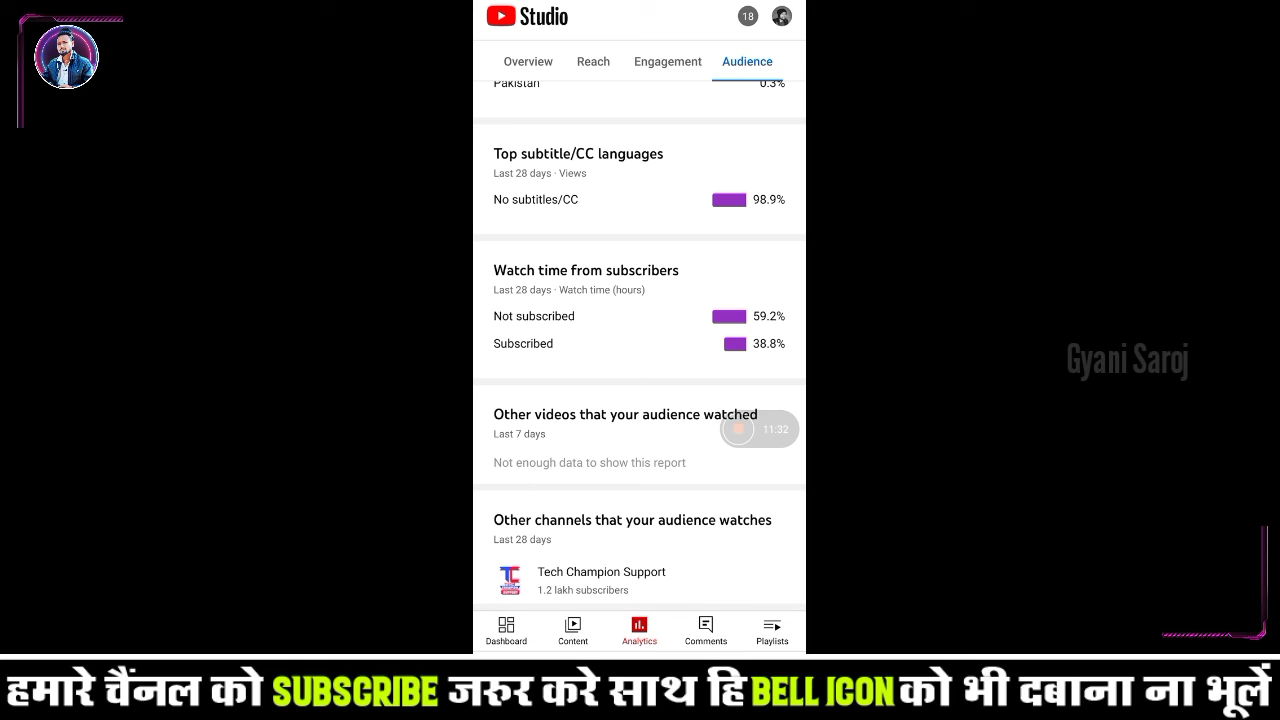 Studio
18
Overview Reach Engagement Audience
Pakistan 0.3%
Top subtitle/CC languages
Last 28 days · Views
No subtitles/CC 98.9%
Watch time from subscribers
Last 28 days · Watch time (hours)
Not subscribed 59.2%
Subscribed 38.8%
Gyani Saroj
Other videos that your audience watched
Last 7 days
11:32
Not enough data to show this report
Other channels that your audience watches
Last 28 days
TC
Tech Champion Support
1.2 lakh subscribers
Dashboard Content Analytics Comments Playlists
हमारे चैंनल को SUBSCRIBE जरुर करे साथ हि BELL ICON को भी दबाना ना भूलें